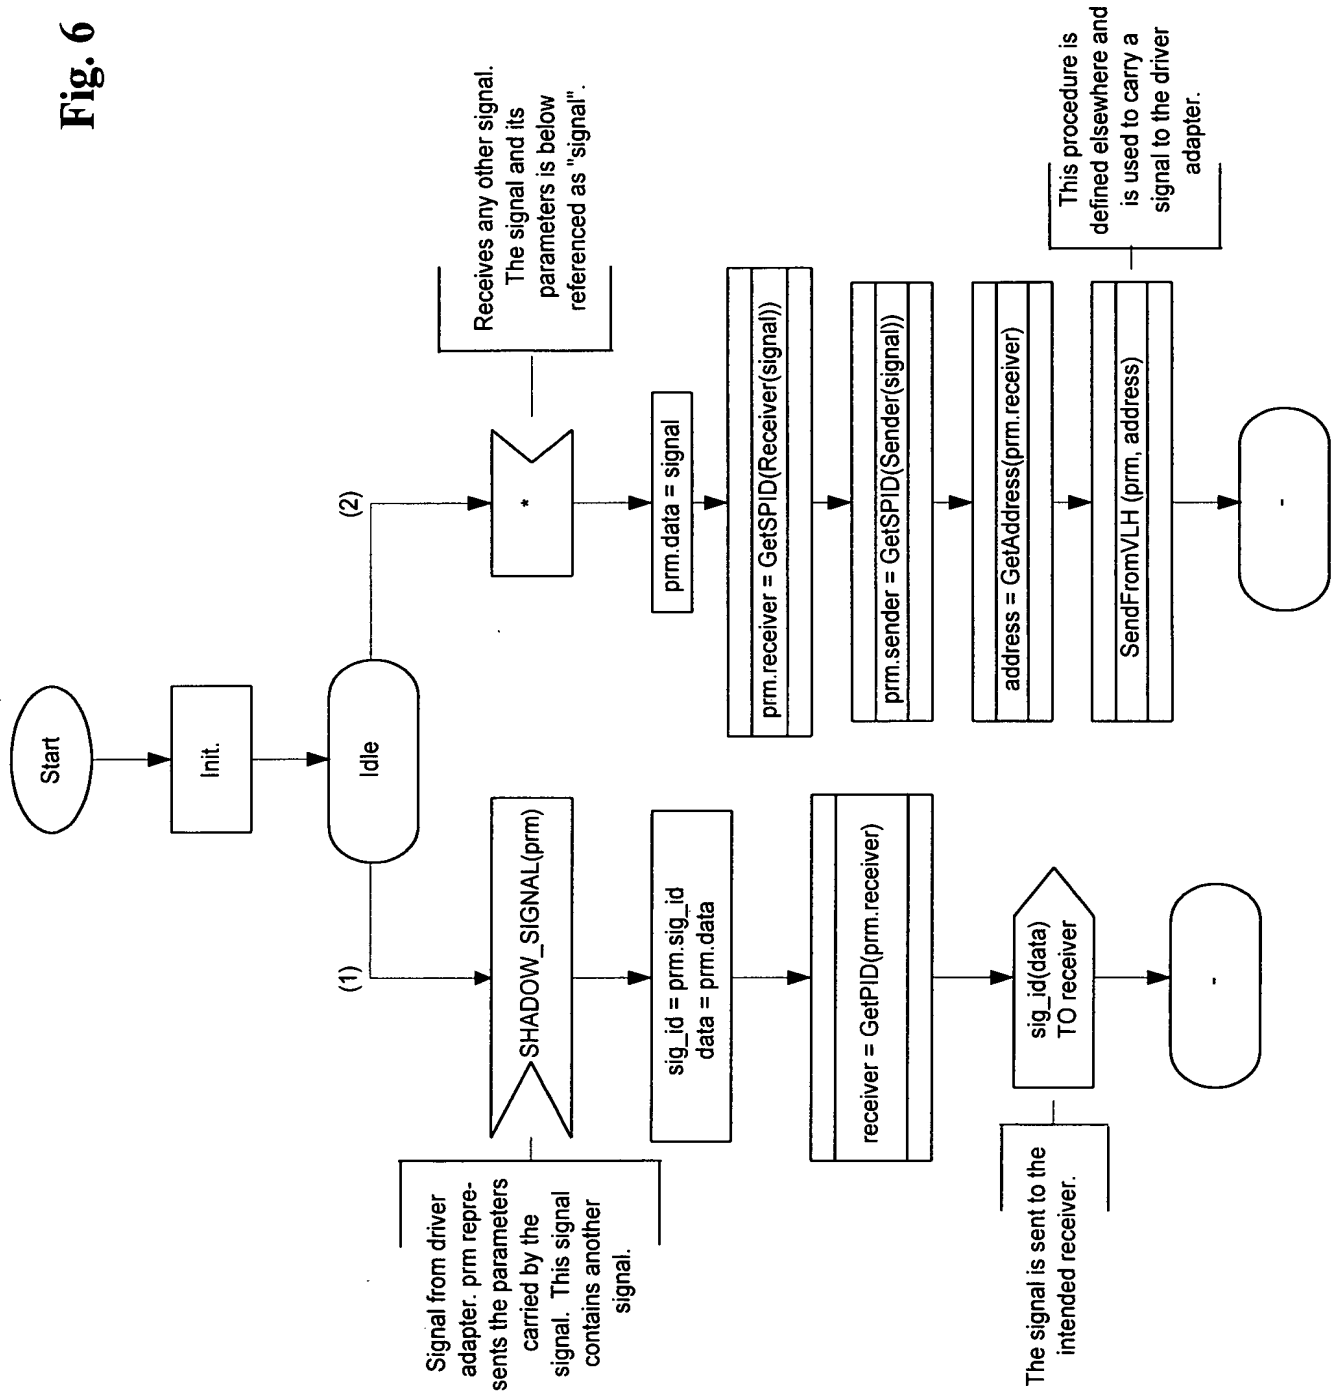 Fig. 6
Start
Init.
Idle
(1)
(2)
Signal from driver
adapter. prm repre-
sents the parameters
carried by the
signal. This signal
contains another
signal.
SHADOW_SIGNAL(prm)
sig_id = prm.sig_id
data = prm.data
receiver = GetPID(prm.receiver)
sig_id(data)
TO receiver
The signal is sent to the
intended receiver.
-
*
Receives any other signal.
The signal and its
parameters is below
referenced as "signal".
prm.data = signal
prm.receiver = GetSPID(Receiver(signal))
prm.sender = GetSPID(Sender(signal))
address = GetAddress(prm.receiver)
SendFromVLH (prm, address)
This procedure is
defined elsewhere and
is used to carry a
signal to the driver
adapter.
-